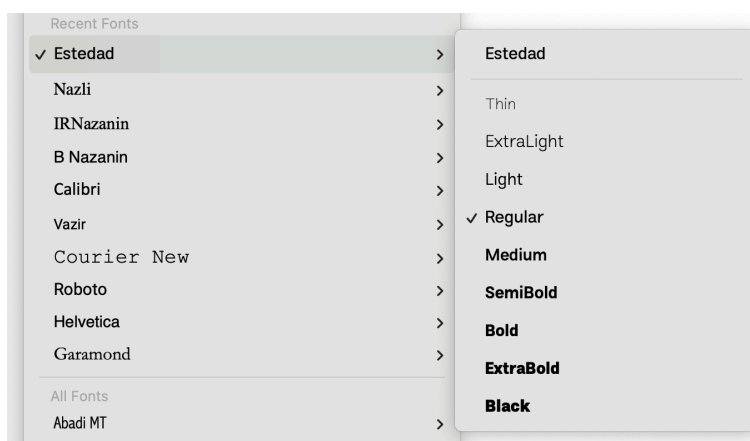 Recent Fonts
✓ Estedad >
Nazli >
IRNazanin >
B Nazanin >
Calibri >
Vazir >
Courier New >
Roboto >
Helvetica >
Garamond >
All Fonts
Abadi MT >
Estedad
Thin
ExtraLight
Light
✓ Regular
Medium
SemiBold
Bold
ExtraBold
Black